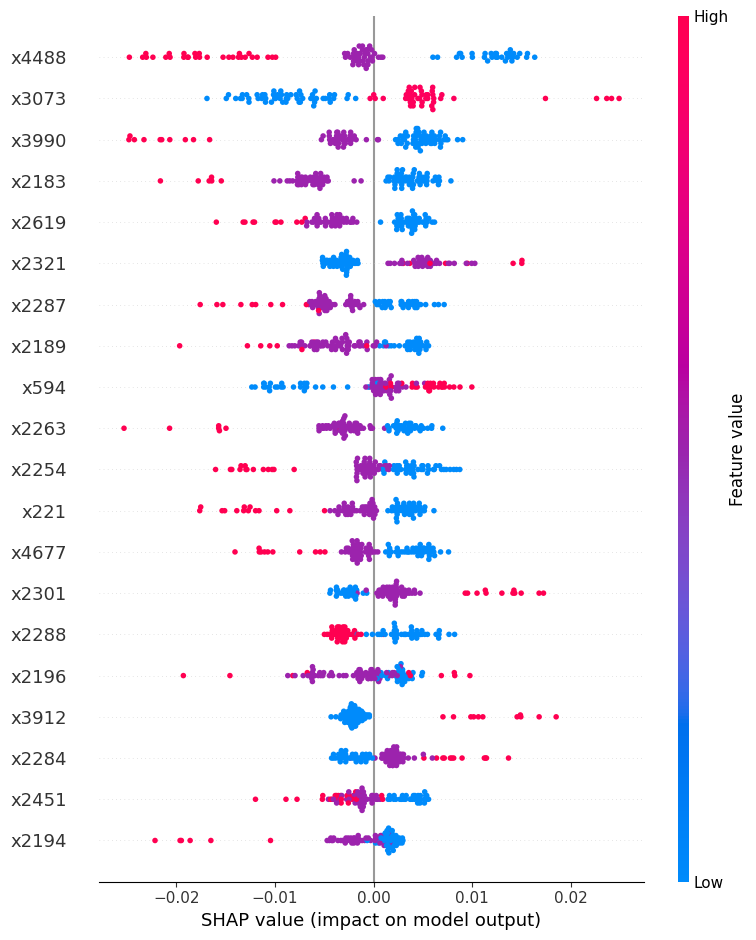 High
x4488
x3073
x3990
x2183
x2619
x2321
x2287
x2189
x594
x2263
x2254
x221
x4677
x2301
x2288
x2196
x3912
x2284
x2451
x2194
Feature value
Low
−0.02 −0.01 0.00 0.01 0.02
SHAP value (impact on model output)